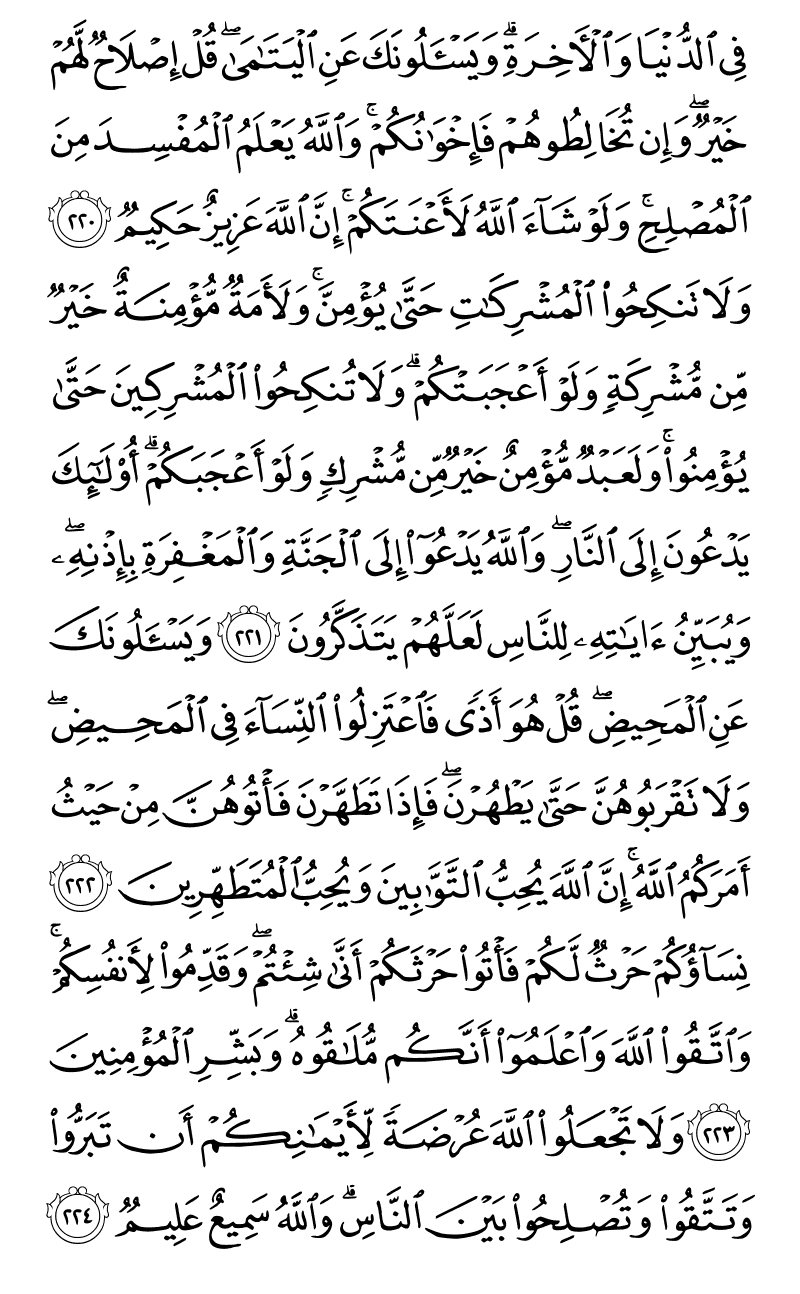 فِى ٱلدُّنْيَا وَٱلْـَٔاخِرَةِ ۗ وَيَسْـَٔلُونَكَ عَنِ ٱلْيَتَـٰمَىٰ ۖ قُلْ إِصْلَاحٌ لَّهُمْ
خَيْرٌ ۖ وَإِن تُخَالِطُوهُمْ فَإِخْوَٰنُكُمْ ۚ وَٱللَّهُ يَعْلَمُ ٱلْمُفْسِدَ مِنَ
ٱلْمُصْلِحِ ۚ وَلَوْ شَآءَ ٱللَّهُ لَأَعْنَتَكُمْ ۚ إِنَّ ٱللَّهَ عَزِيزٌ حَكِيمٌ ٢٢٠
وَلَا تَنكِحُوا۟ ٱلْمُشْرِكَـٰتِ حَتَّىٰ يُؤْمِنَّ ۚ وَلَأَمَةٌ مُّؤْمِنَةٌ خَيْرٌ
مِّن مُّشْرِكَةٍ وَلَوْ أَعْجَبَتْكُمْ ۗ وَلَا تُنكِحُوا۟ ٱلْمُشْرِكِينَ حَتَّىٰ
يُؤْمِنُوا۟ ۚ وَلَعَبْدٌ مُّؤْمِنٌ خَيْرٌ مِّن مُّشْرِكٍ وَلَوْ أَعْجَبَكُمْ ۗ أُو۟لَـٰٓئِكَ
يَدْعُونَ إِلَى ٱلنَّارِ ۖ وَٱللَّهُ يَدْعُوٓا۟ إِلَى ٱلْجَنَّةِ وَٱلْمَغْفِرَةِ بِإِذْنِهِۦ ۖ
وَيُبَيِّنُ ءَايَـٰتِهِۦ لِلنَّاسِ لَعَلَّهُمْ يَتَذَكَّرُونَ ٢٢١ وَيَسْـَٔلُونَكَ
عَنِ ٱلْمَحِيضِ ۖ قُلْ هُوَ أَذًى فَٱعْتَزِلُوا۟ ٱلنِّسَآءَ فِى ٱلْمَحِيضِ ۖ
وَلَا تَقْرَبُوهُنَّ حَتَّىٰ يَطْهُرْنَ ۖ فَإِذَا تَطَهَّرْنَ فَأْتُوهُنَّ مِنْ حَيْثُ
أَمَرَكُمُ ٱللَّهُ ۚ إِنَّ ٱللَّهَ يُحِبُّ ٱلتَّوَّٰبِينَ وَيُحِبُّ ٱلْمُتَطَهِّرِينَ ٢٢٢
نِسَآؤُكُمْ حَرْثٌ لَّكُمْ فَأْتُوا۟ حَرْثَكُمْ أَنَّىٰ شِئْتُمْ ۖ وَقَدِّمُوا۟ لِأَنفُسِكُمْ ۚ
وَٱتَّقُوا۟ ٱللَّهَ وَٱعْلَمُوٓا۟ أَنَّكُم مُّلَـٰقُوهُ ۗ وَبَشِّرِ ٱلْمُؤْمِنِينَ
٢٢٣ وَلَا تَجْعَلُوا۟ ٱللَّهَ عُرْضَةً لِّأَيْمَـٰنِكُمْ أَن تَبَرُّوا۟
وَتَتَّقُوا۟ وَتُصْلِحُوا۟ بَيْنَ ٱلنَّاسِ ۗ وَٱللَّهُ سَمِيعٌ عَلِيمٌ ٢٢٤